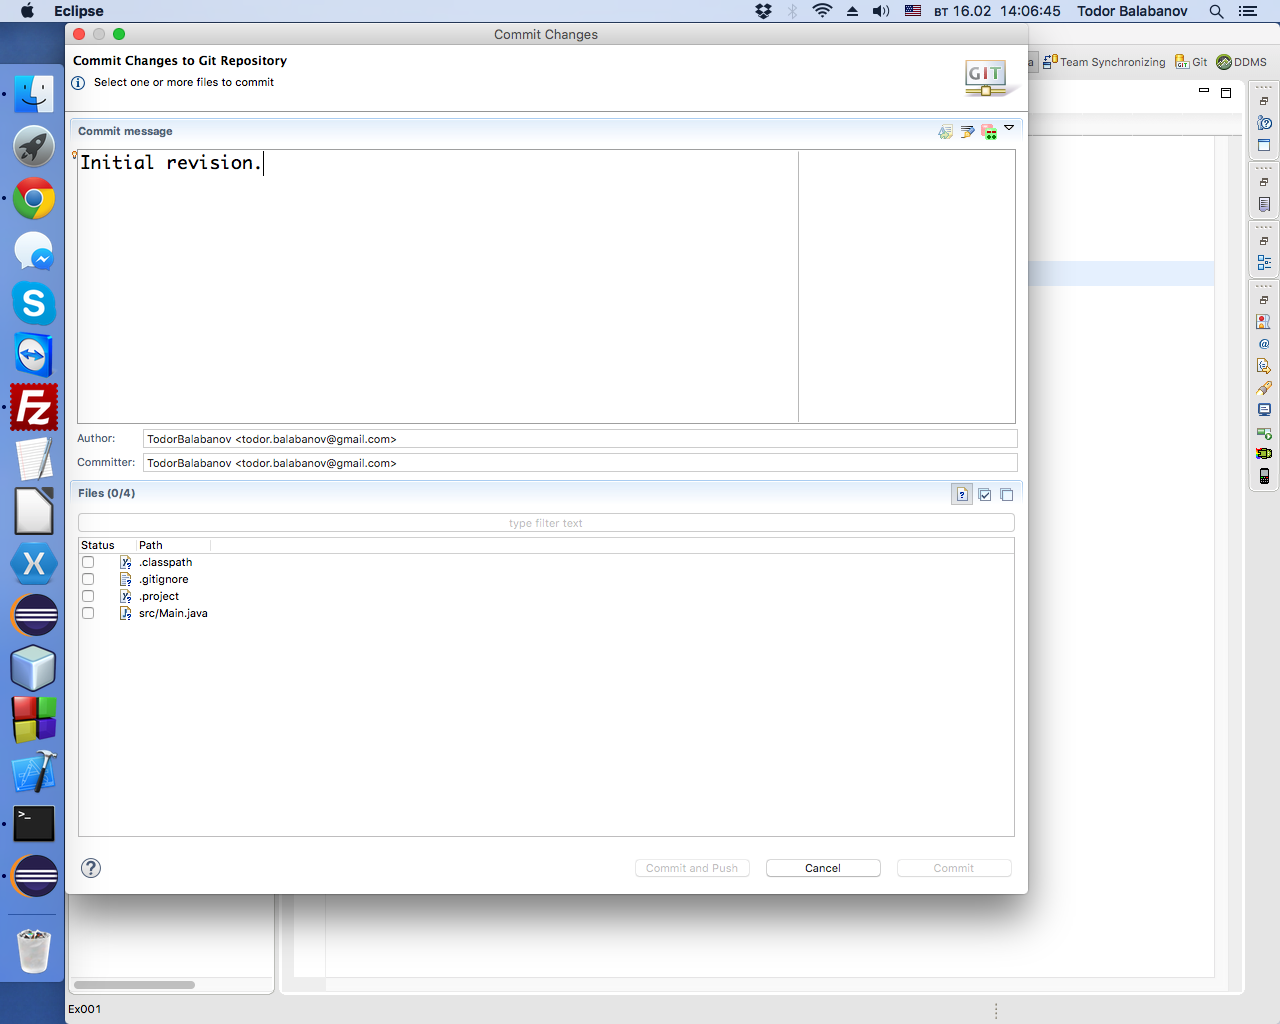 Eclipse
вт 16.02 14:06:45 Todor Balabanov
Commit Changes
Commit Changes to Git Repository
Select one or more files to commit
GIT
a Team Synchronizing Git DDMS
Commit message
Initial revision.
Author: TodorBalabanov <todor.balabanov@gmail.com>
Committer: TodorBalabanov <todor.balabanov@gmail.com>
Files (0/4)
type filter text
Status Path
.classpath
.gitignore
.project
src/Main.java
Commit and Push Cancel Commit
Ex001